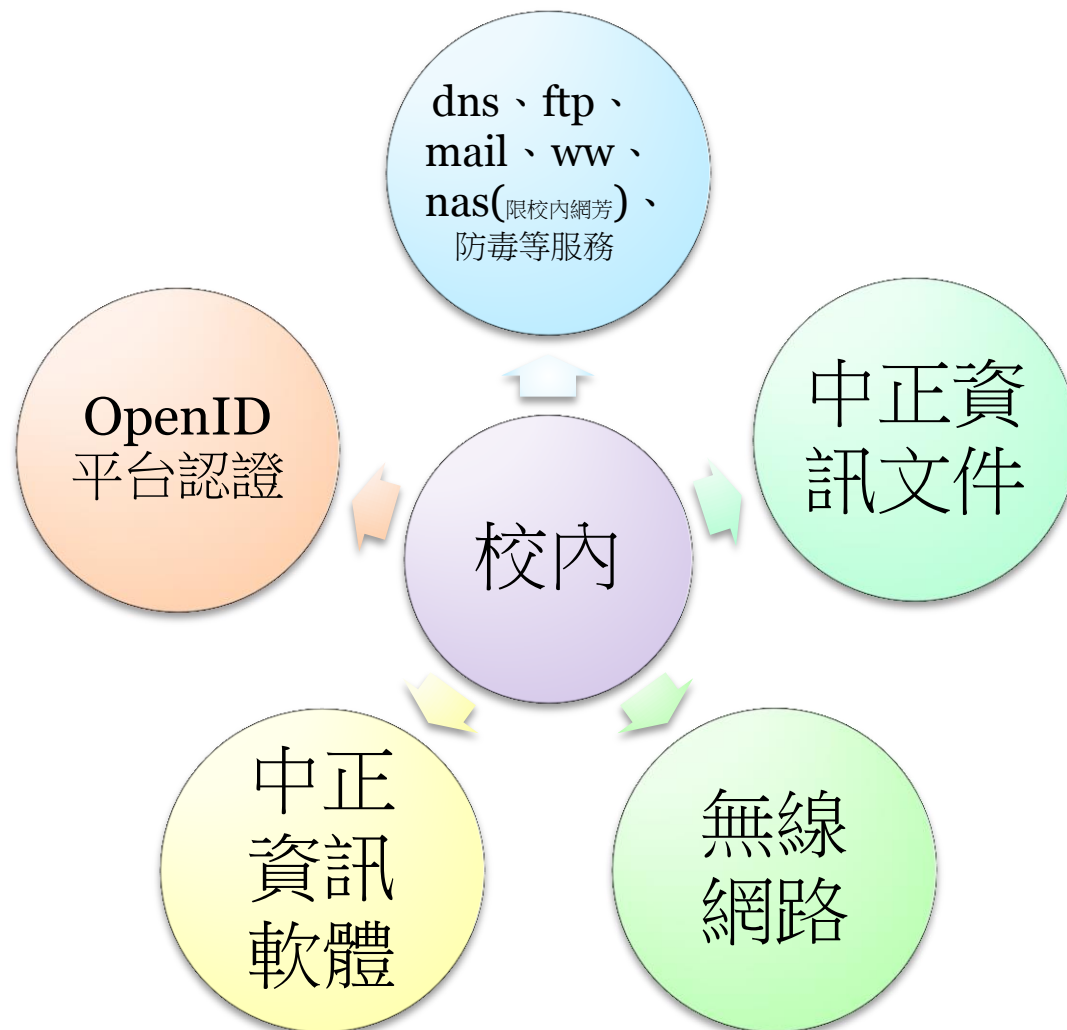 dns、ftp、
mail、ww、
nas(限校內網芳)、
防毒等服務
OpenID
平台認證
中正資
訊文件
校內
中正
資訊
軟體
無線
網路